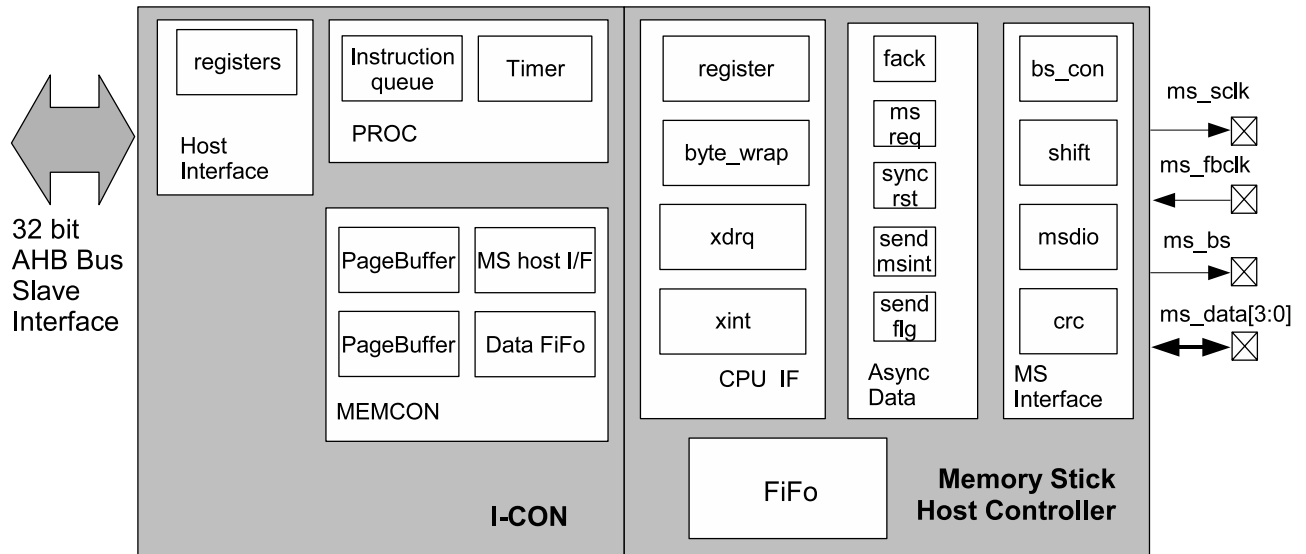 32 bit
AHB Bus
Slave
Interface
registers
Host
Interface
Instruction
queue
Timer
PROC
PageBuffer
MS host I/F
PageBuffer
Data FiFo
MEMCON
I-CON
register
byte_wrap
xdrq
xint
CPU IF
fack
ms
req
sync
rst
send
msint
send
flg
Async
Data
bs_con
shift
msdio
crc
MS
Interface
FiFo
Memory Stick
Host Controller
ms_sclk
ms_fbclk
ms_bs
ms_data[3:0]